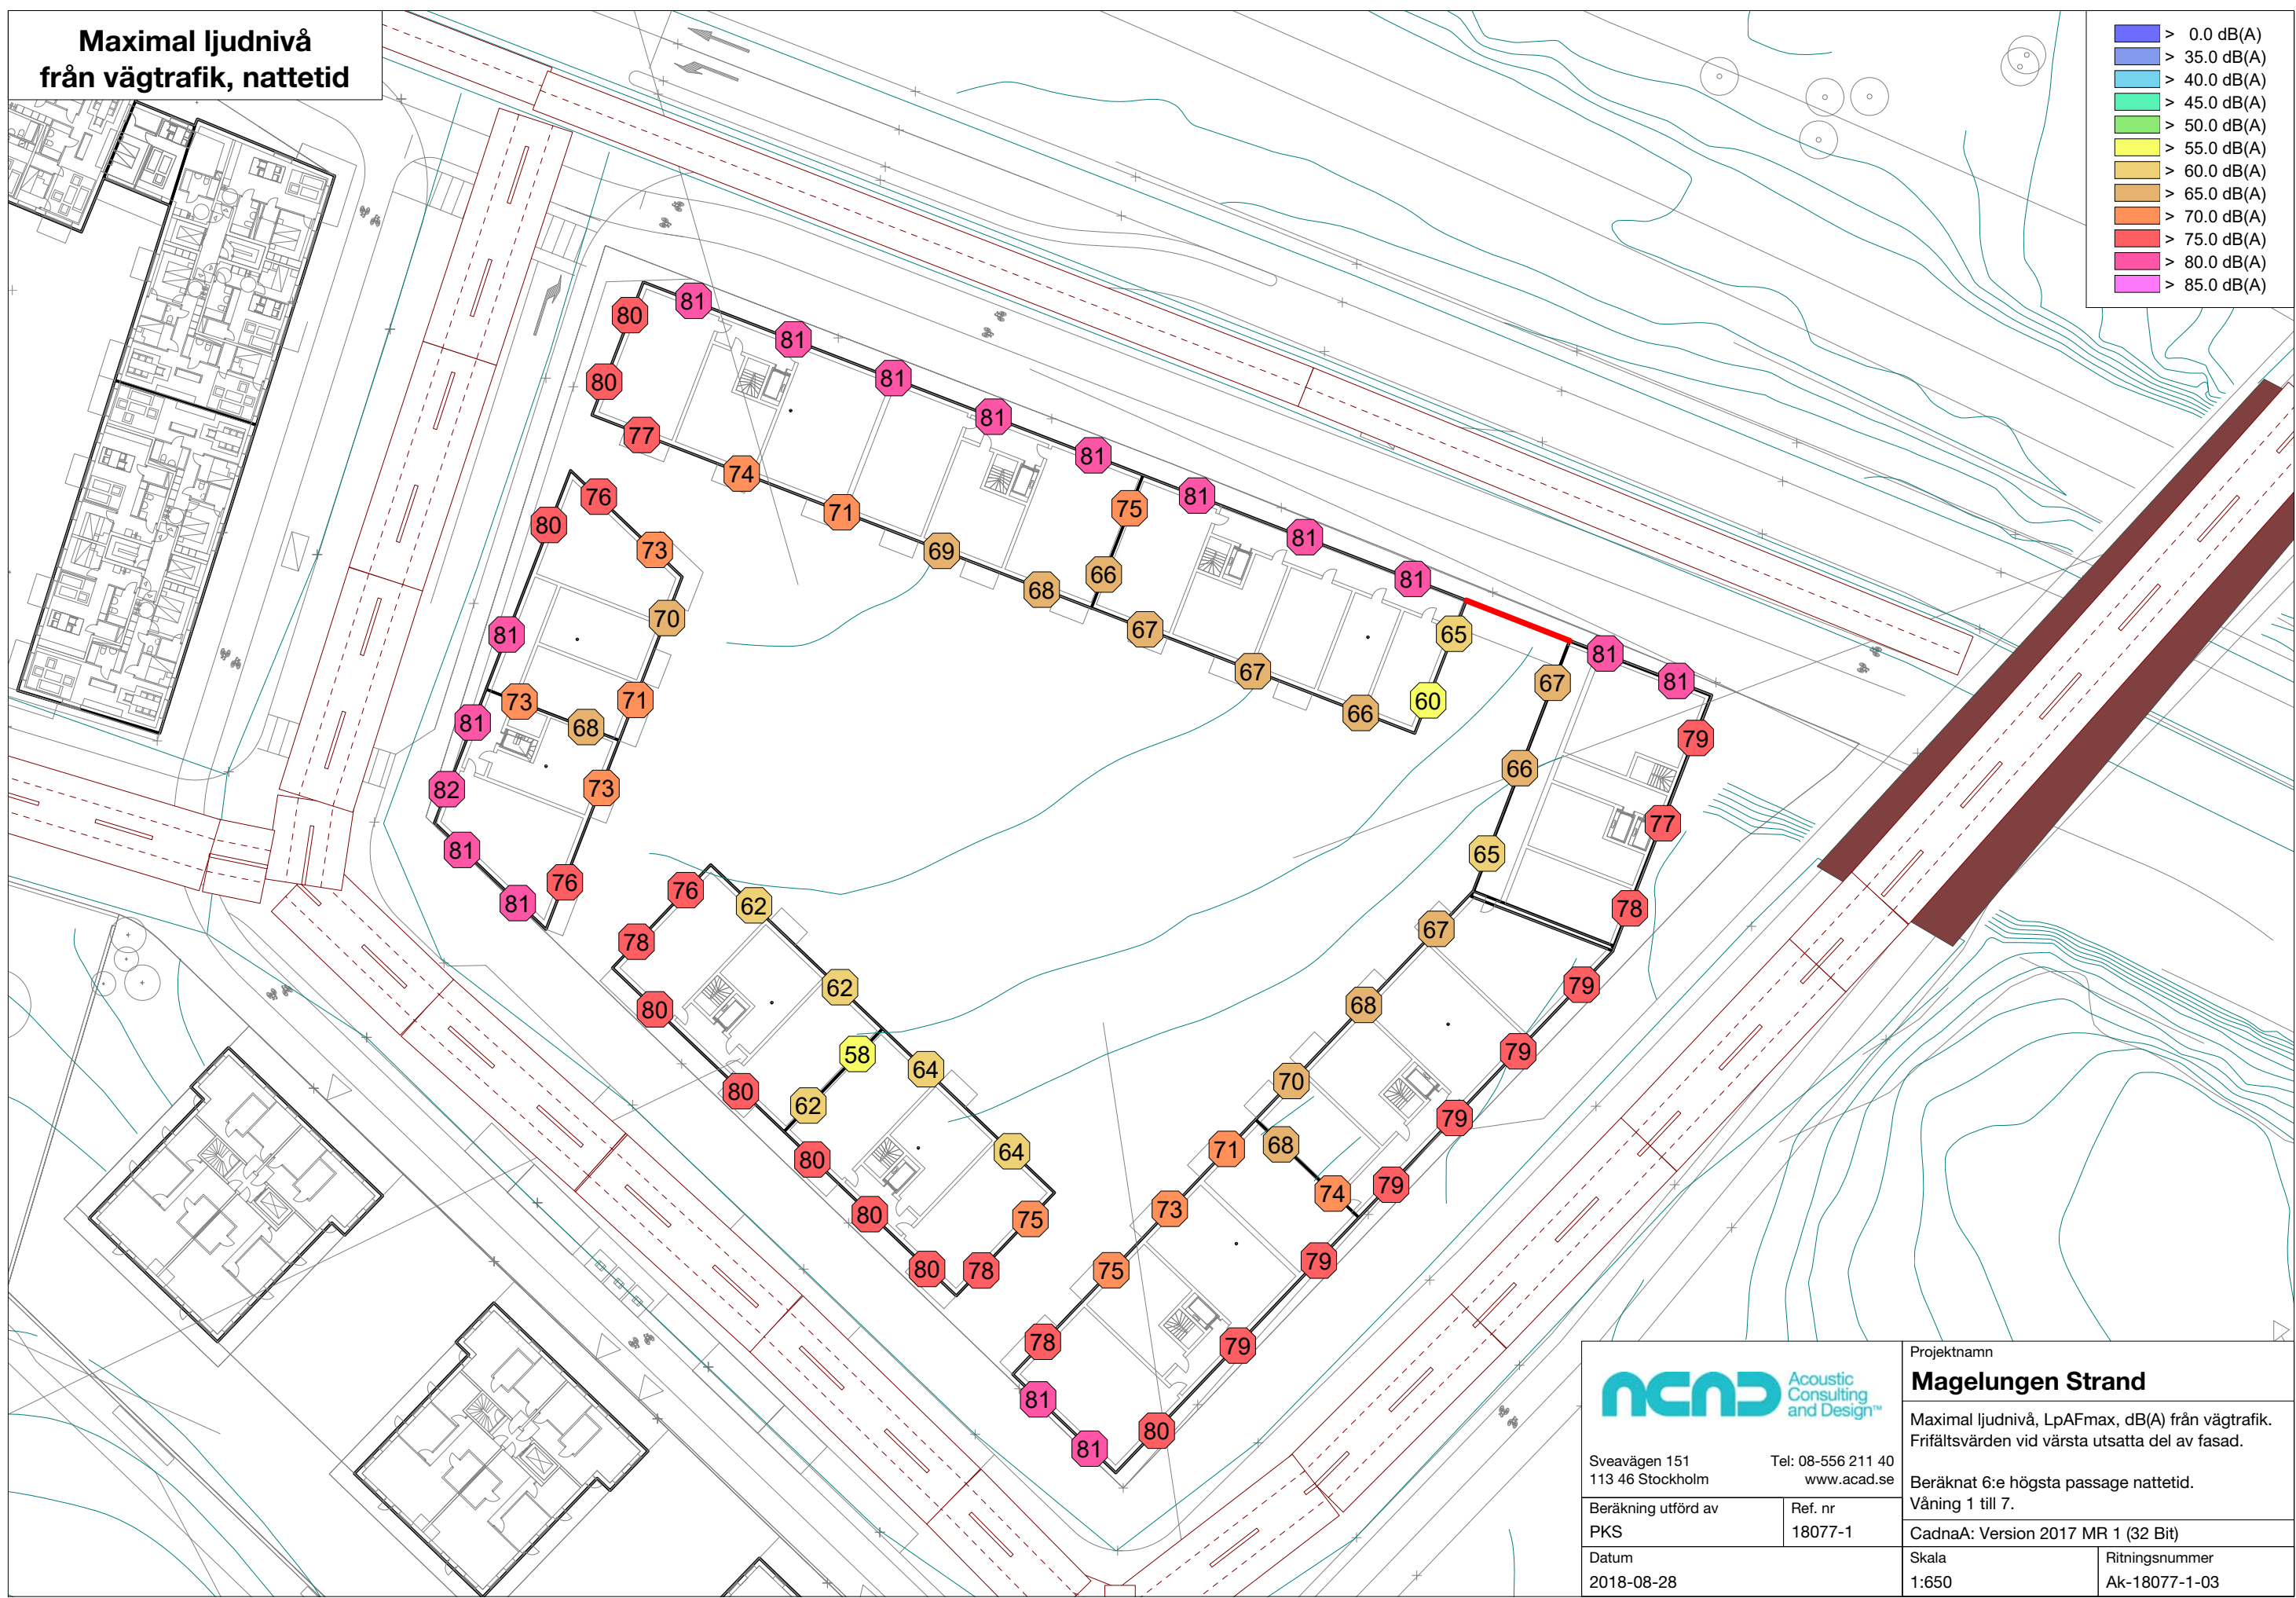 Maximal ljudnivå
från vägtrafik, nattetid
> 0.0 dB(A)
> 35.0 dB(A)
> 40.0 dB(A)
> 45.0 dB(A)
> 50.0 dB(A)
> 55.0 dB(A)
> 60.0 dB(A)
> 65.0 dB(A)
> 70.0 dB(A)
> 75.0 dB(A)
> 80.0 dB(A)
> 85.0 dB(A)
81
80
81
81
80
81
77
81
74
81
76
75
71
80
81
73
69
66
81
68
70
67
81
65
81
67
81
67
81
73
71
60
66
68
81
79
66
73
82
77
81
65
76
76
81
62
78
67
78
62
79
80
68
79
58
64
70
80
62
79
68
71
64
80
79
74
73
80
75
79
80
78
75
78
79
81
80
81
ACAD
Acoustic
Consulting
and Design™
Sveavägen 151
113 46 Stockholm
Tel: 08-556 211 40
www.acad.se
Beräkning utförd av
PKS
Ref. nr
18077-1
Datum
2018-08-28
Projektnamn
Magelungen Strand
Maximal ljudnivå, LpAFmax, dB(A) från vägtrafik.
Frifältsvärden vid värsta utsatta del av fasad.
Beräknat 6:e högsta passage nattetid.
Våning 1 till 7.
CadnaA: Version 2017 MR 1 (32 Bit)
Skala
1:650
Ritningsnummer
Ak-18077-1-03